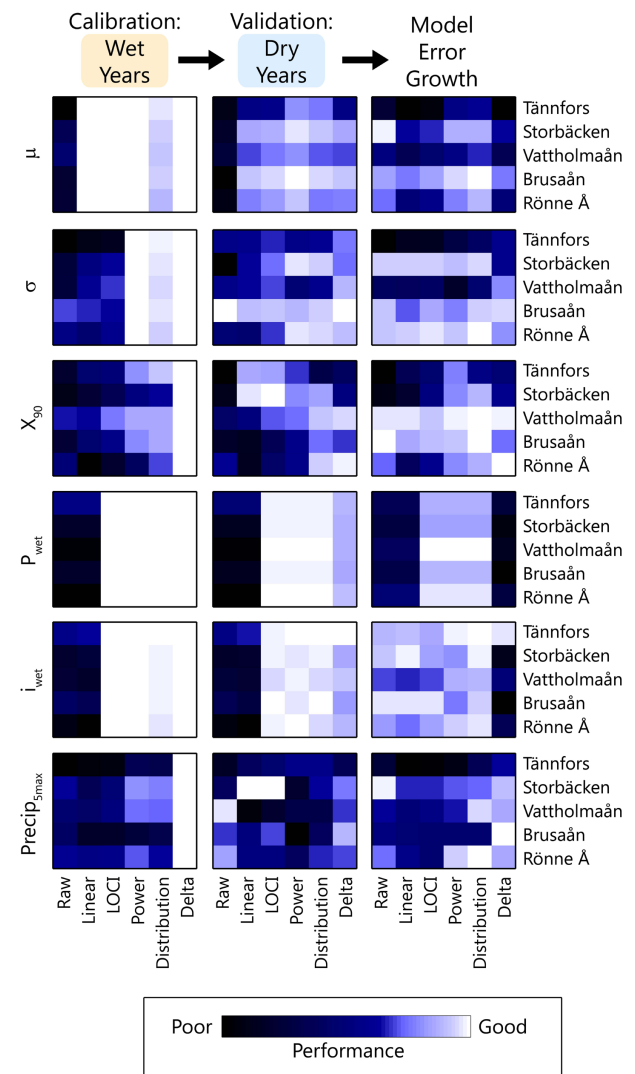 Calibration:
Wet
Years
Validation:
Dry
Years
Model
Error
Growth
μ
Tännfors
Storbäcken
Vattholmaån
Brusaån
Rönne Å
σ
Tännfors
Storbäcken
Vattholmaån
Brusaån
Rönne Å
X90
Tännfors
Storbäcken
Vattholmaån
Brusaån
Rönne Å
Pwet
Tännfors
Storbäcken
Vattholmaån
Brusaån
Rönne Å
iwet
Tännfors
Storbäcken
Vattholmaån
Brusaån
Rönne Å
Precip5max
Tännfors
Storbäcken
Vattholmaån
Brusaån
Rönne Å
Raw
Linear
LOCI
Power
Distribution
Delta
Raw
Linear
LOCI
Power
Distribution
Delta
Raw
Linear
LOCI
Power
Distribution
Delta
Poor Good
Performance